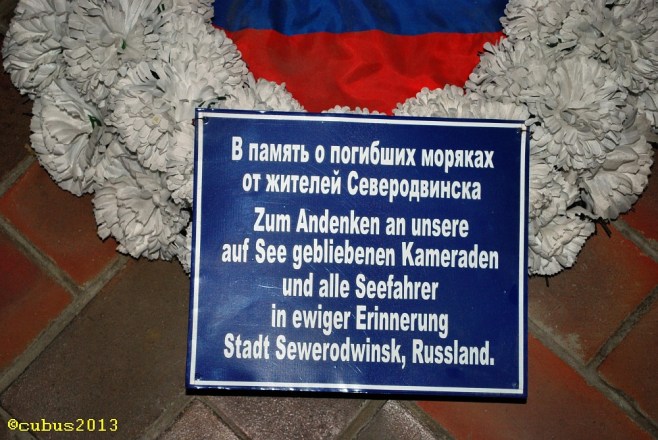 В память о погибших моряках
от жителей Северодвинска
Zum Andenken an unsere
auf See gebliebenen Kameraden
und alle Seefahrer
in ewiger Erinnerung
Stadt Sewerodwinsk, Russland.
©cubus2013